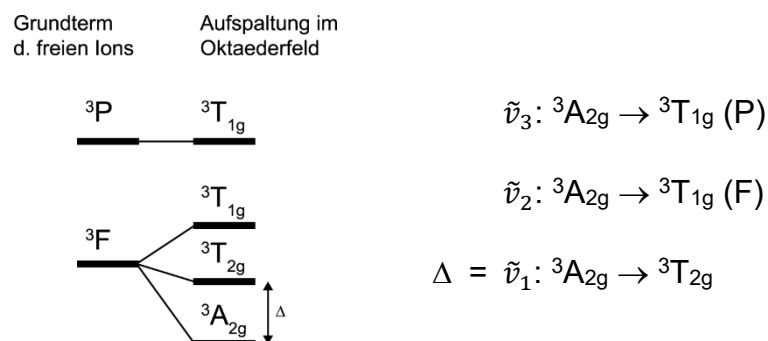 Grundterm
d. freien Ions
Aufspaltung im
Oktaederfeld
³P
³T₁g
ṽ₃: ³A₂g → ³T₁g (P)
³T₁g
ṽ₂: ³A₂g → ³T₁g (F)
³F
³T₂g
Δ = ṽ₁: ³A₂g → ³T₂g
³A₂g
Δ